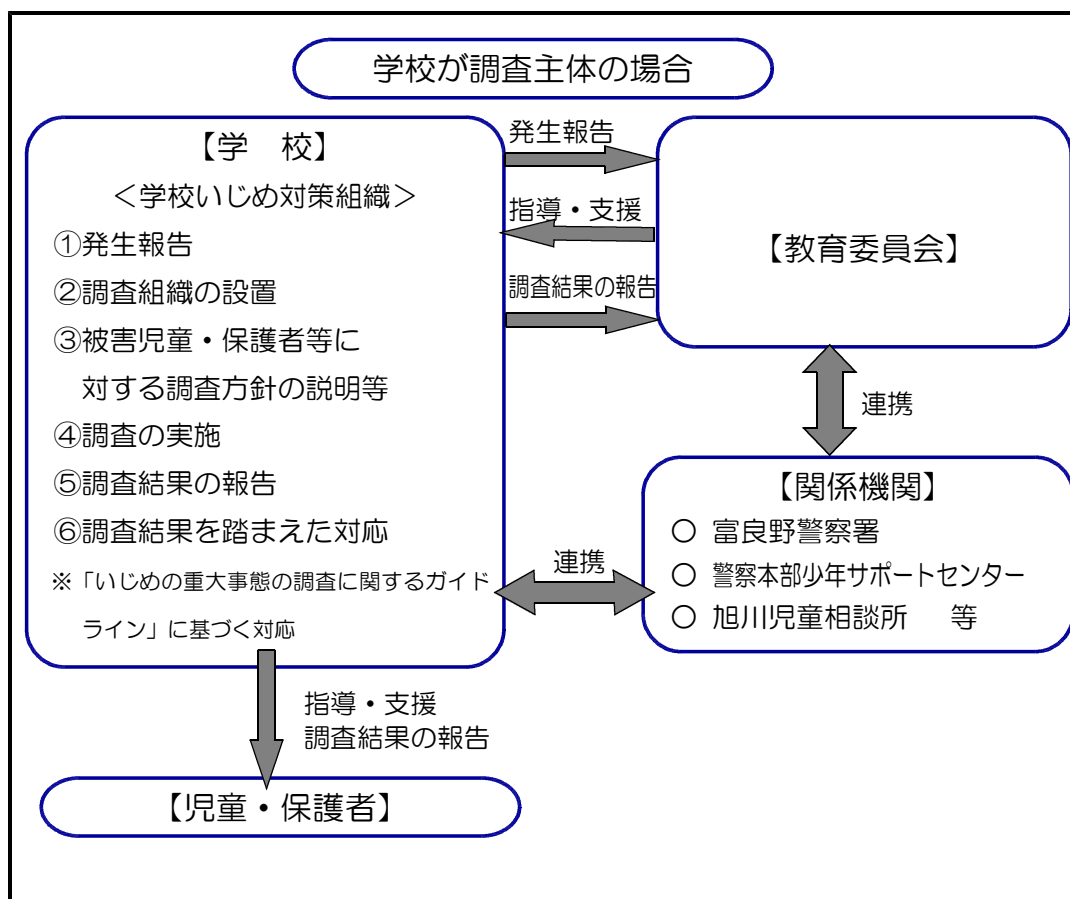 学校が調査主体の場合
【学　校】
＜学校いじめ対策組織＞
①発生報告
②調査組織の設置
③被害児童・保護者等に
対する調査方針の説明等
④調査の実施
⑤調査結果の報告
⑥調査結果を踏まえた対応
※「いじめの重大事態の調査に関するガイド
ライン」に基づく対応
発生報告
指導・支援
調査結果の報告
【教育委員会】
連携
【関係機関】
○ 富良野警察署
○ 警察本部少年サポートセンター
○ 旭川児童相談所　等
連携
指導・支援
調査結果の報告
【児童・保護者】